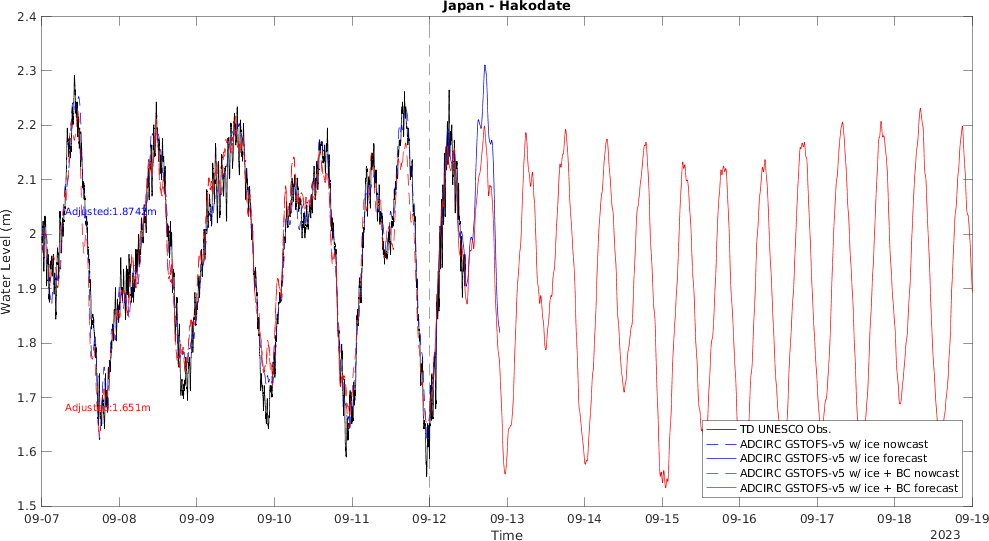 Japan - Hakodate
2.4
2.3
2.2
2.1
2
1.9
1.8
1.7
1.6
1.5
Water Level (m)
Adjusted:1.8742m
Adjusted:1.651m
TD UNESCO Obs.
ADCIRC GSTOFS-v5 w/ ice nowcast
ADCIRC GSTOFS-v5 w/ ice forecast
ADCIRC GSTOFS-v5 w/ ice + BC nowcast
ADCIRC GSTOFS-v5 w/ ice + BC forecast
09-07 09-08 09-09 09-10 09-11 09-12 09-13 09-14 09-15 09-16 09-17 09-18 09-19
Time
2023